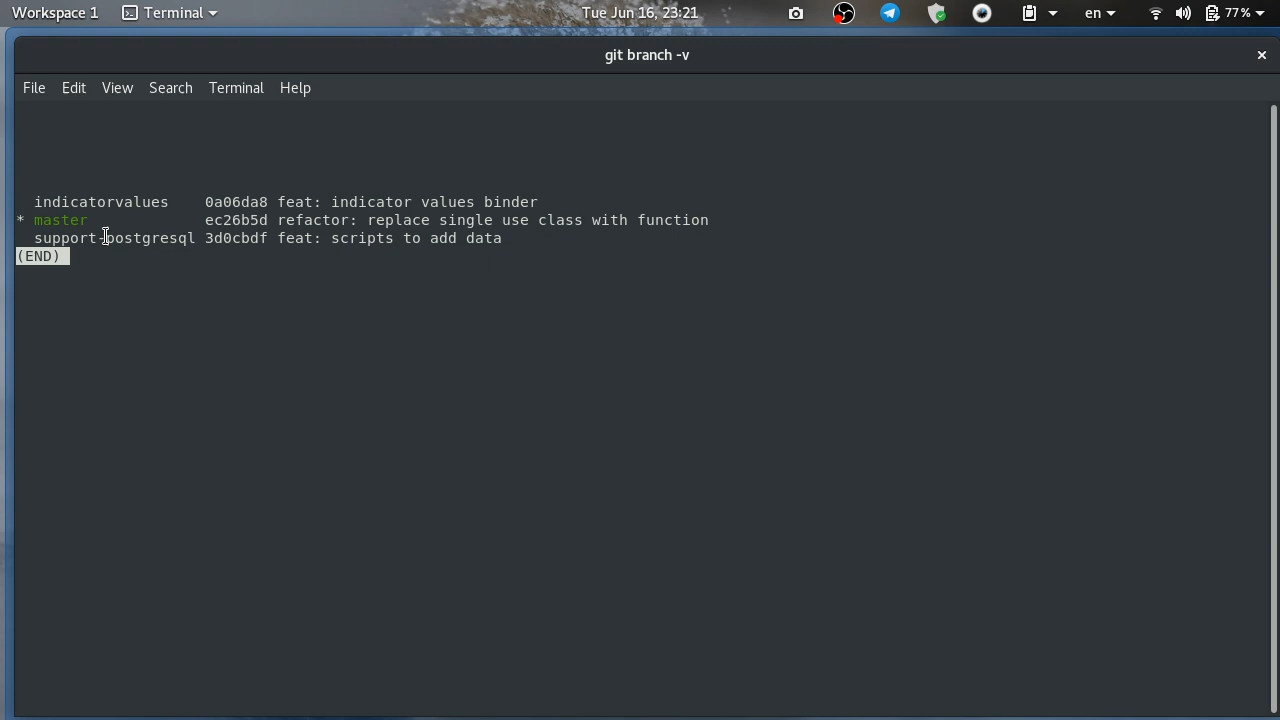 Workspace 1 Terminal Tue Jun 16, 23:21 en 77%
git branch -v ×
File Edit View Search Terminal Help
indicatorvalues 0a06da8 feat: indicator values binder
* master ec26b5d refactor: replace single use class with function
support-postgresql 3d0cbdf feat: scripts to add data
(END)